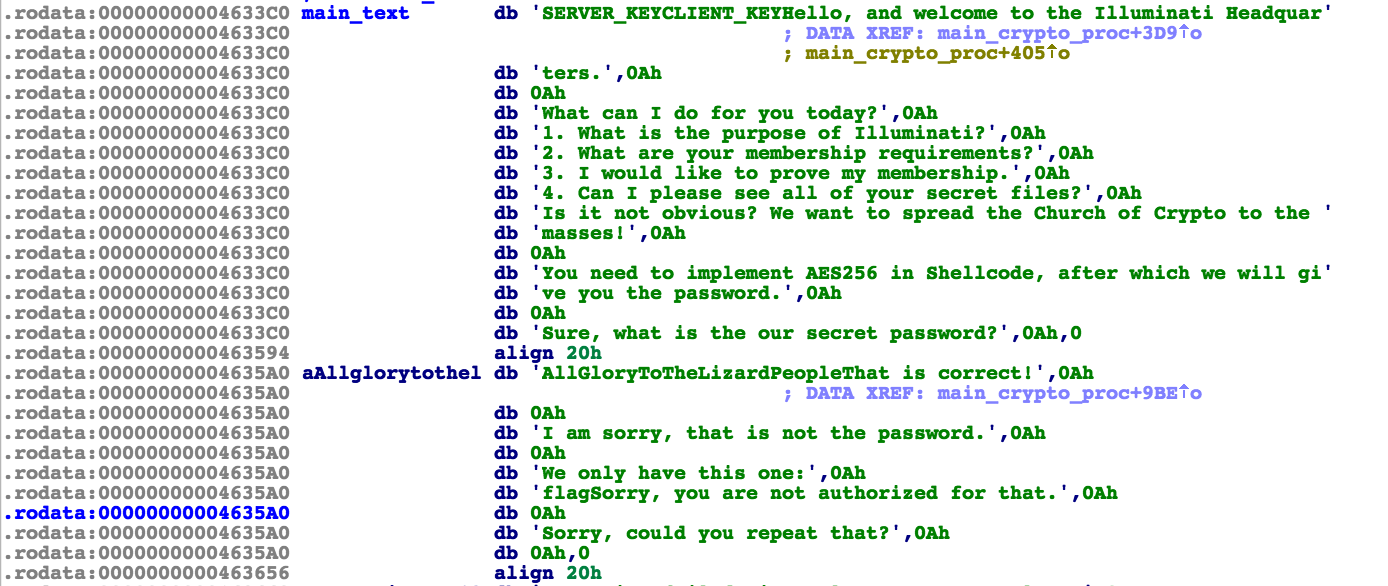 .rodata:00000000004633C0 main_text db 'SERVER_KEYCLIENT_KEYHello, and welcome to the Illuminati Headquar'
.rodata:00000000004633C0 ; DATA XREF: main_crypto_proc+3D9↑o
.rodata:00000000004633C0 ; main_crypto_proc+405↑o
.rodata:00000000004633C0 db 'ters.',0Ah
.rodata:00000000004633C0 db 0Ah
.rodata:00000000004633C0 db 'What can I do for you today?',0Ah
.rodata:00000000004633C0 db '1. What is the purpose of Illuminati?',0Ah
.rodata:00000000004633C0 db '2. What are your membership requirements?',0Ah
.rodata:00000000004633C0 db '3. I would like to prove my membership.',0Ah
.rodata:00000000004633C0 db '4. Can I please see all of your secret files?',0Ah
.rodata:00000000004633C0 db 'Is it not obvious? We want to spread the Church of Crypto to the '
.rodata:00000000004633C0 db 'masses!',0Ah
.rodata:00000000004633C0 db 0Ah
.rodata:00000000004633C0 db 'You need to implement AES256 in Shellcode, after which we will gi'
.rodata:00000000004633C0 db 've you the password.',0Ah
.rodata:00000000004633C0 db 0Ah
.rodata:00000000004633C0 db 'Sure, what is the our secret password?',0Ah,0
.rodata:0000000000463594 align 20h
.rodata:00000000004635A0 aAllglorytothel db 'AllGloryToTheLizardPeopleThat is correct!',0Ah
.rodata:00000000004635A0 ; DATA XREF: main_crypto_proc+9BE↑o
.rodata:00000000004635A0 db 0Ah
.rodata:00000000004635A0 db 'I am sorry, that is not the password.',0Ah
.rodata:00000000004635A0 db 0Ah
.rodata:00000000004635A0 db 'We only have this one:',0Ah
.rodata:00000000004635A0 db 'flagSorry, you are not authorized for that.',0Ah
.rodata:00000000004635A0 db 0Ah
.rodata:00000000004635A0 db 'Sorry, could you repeat that?',0Ah
.rodata:00000000004635A0 db 0Ah,0
.rodata:0000000000463656 align 20h